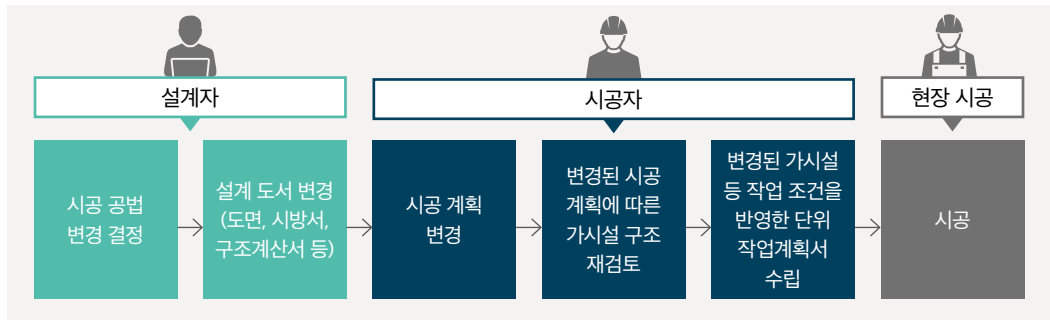 설계자
시공자
현장 시공
시공 공법
변경 결정
설계 도서 변경
(도면, 시방서,
구조계산서 등)
시공 계획
변경
변경된 시공
계획에 따른
가시설 구조
재검토
변경된 가시설
등 작업 조건을
반영한 단위
작업계획서
수립
시공